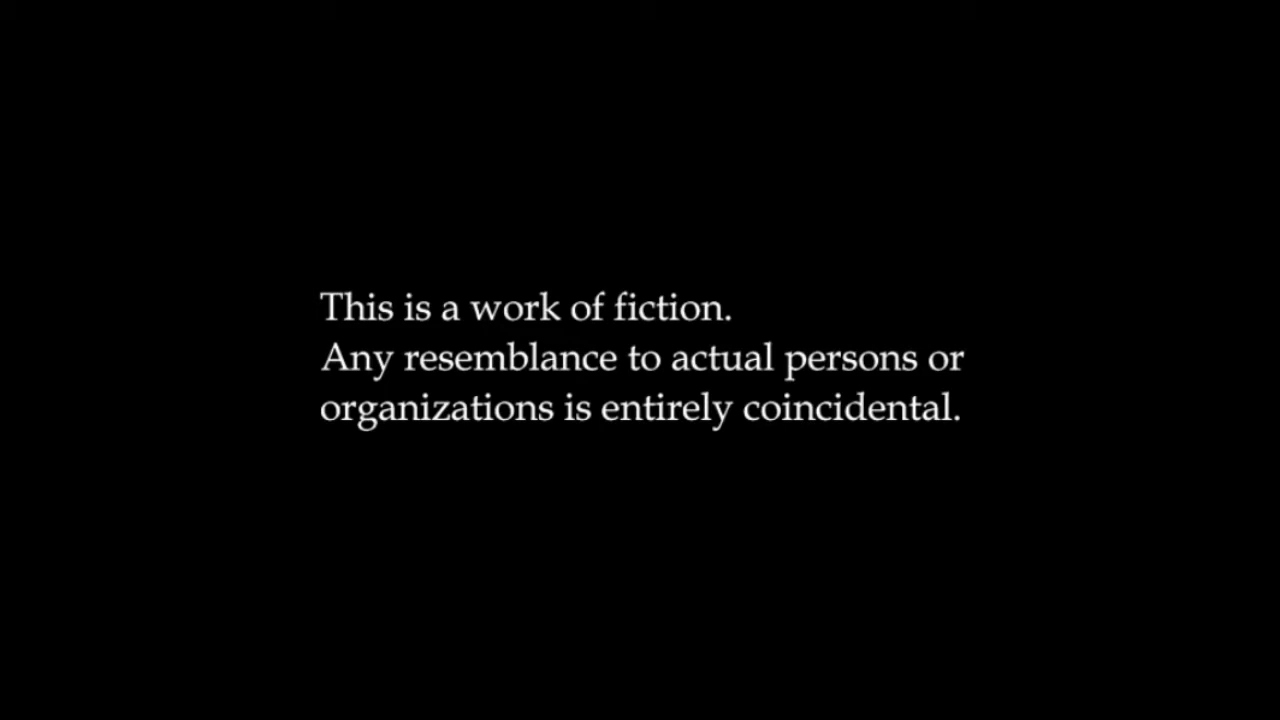 This is a work of fiction.
Any resemblance to actual persons or
organizations is entirely coincidental.